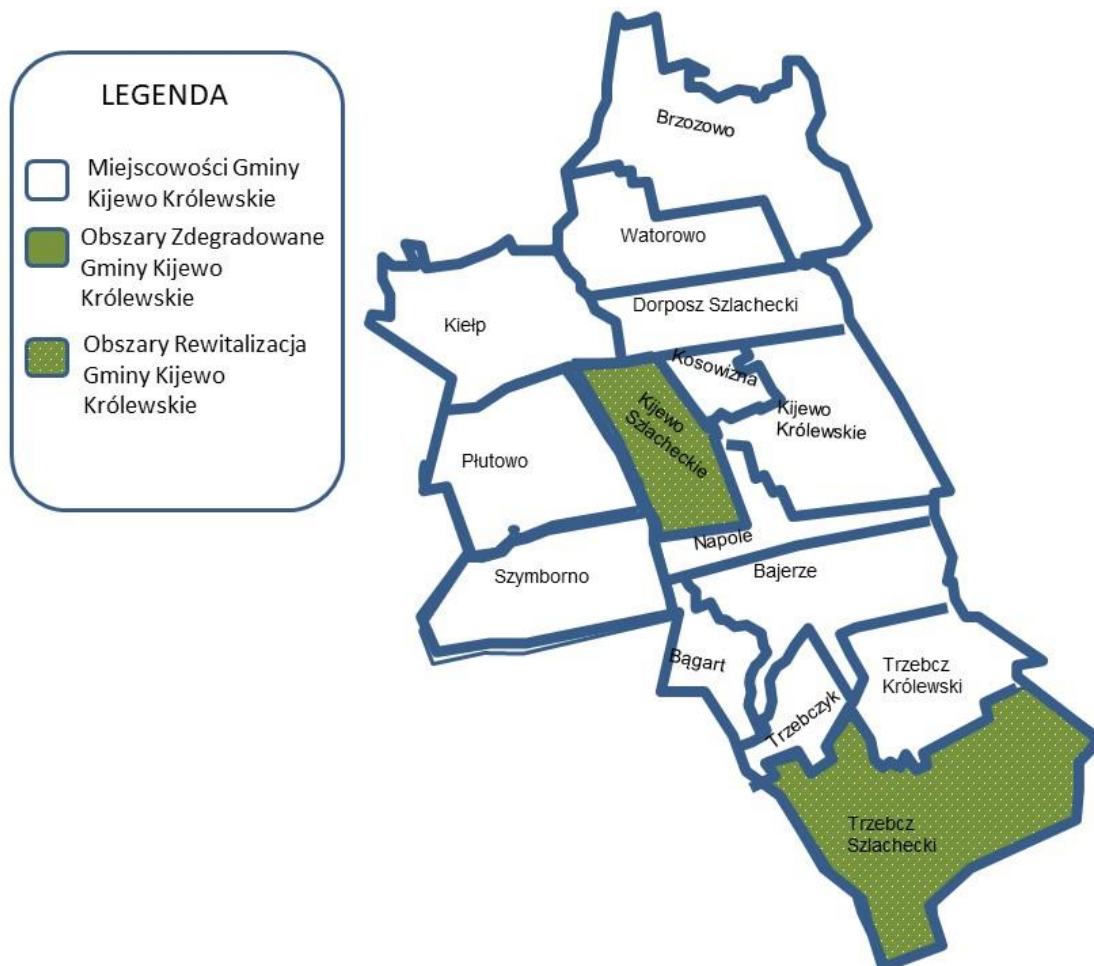 LEGENDA
Miejscowości Gminy
Kijewo Królewskie
Obszary Zdegradowane
Gminy Kijewo
Królewskie
Obszary Rewitalizacja
Gminy Kijewo
Królewskie
Brzozowo
Watorowo
Dorposz Szlachecki
Kiełp
Kosowizna
Kijewo
Szlacheckie
Kijewo
Królewskie
Płutowo
Napole
Szymborno
Bajerze
Bągart
Trzebcz
Królewski
Trzebczyk
Trzebcz
Szlachecki